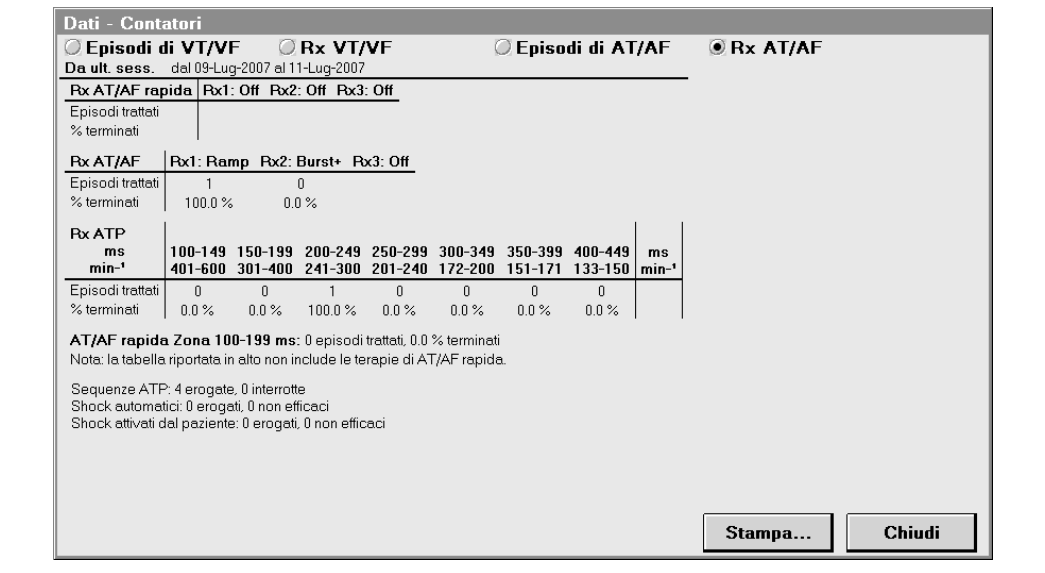 Dati - Contatori
Episodi di VT/VF Rx VT/VF Episodi di AT/AF Rx AT/AF
Da ult. sess. dal 09-Lug-2007 al 11-Lug-2007
Rx AT/AF rapida Rx1: Off Rx2: Off Rx3: Off
Episodi trattati
% terminati
Rx AT/AF Rx1: Ramp Rx2: Burst+ Rx3: Off
Episodi trattati 1 0
% terminati 100.0 % 0.0 %
Rx ATP
ms 100-149 150-199 200-249 250-299 300-349 350-399 400-449 ms
min-¹ 401-600 301-400 241-300 201-240 172-200 151-171 133-150 min-¹
Episodi trattati 0 0 1 0 0 0 0
% terminati 0.0 % 0.0 % 100.0 % 0.0 % 0.0 % 0.0 % 0.0 %
AT/AF rapida Zona 100-199 ms: 0 episodi trattati, 0.0 % terminati
Nota: la tabella riportata in alto non include le terapie di AT/AF rapida.
Sequenze ATP: 4 erogate, 0 interrotte
Shock automatici: 0 erogati, 0 non efficaci
Shock attivati dal paziente: 0 erogati, 0 non efficaci
Stampa... Chiudi